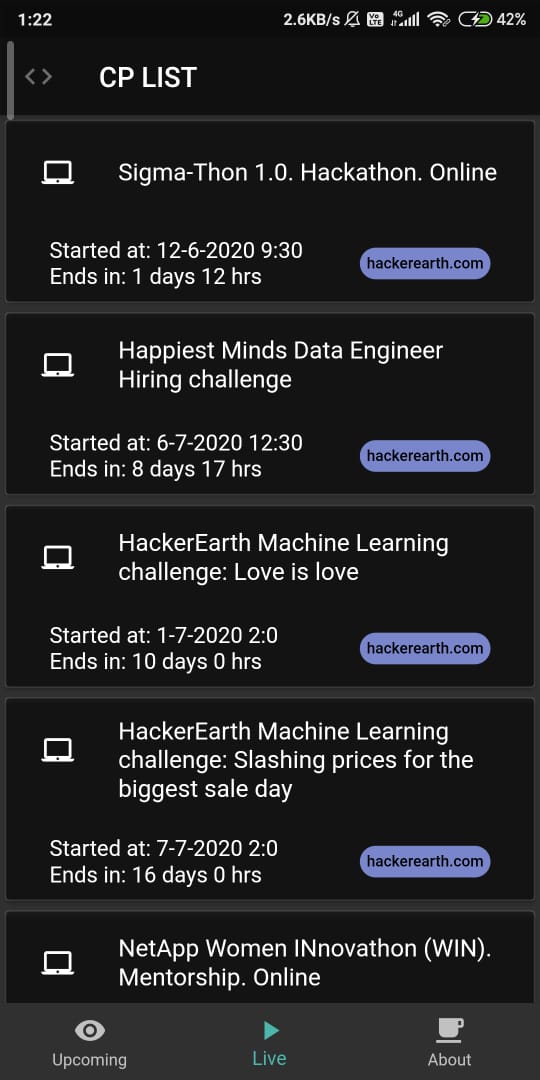 1:22
2.6KB/s
Vo
LTE
4G
42%
CP LIST
Sigma-Thon 1.0. Hackathon. Online
Started at: 12-6-2020 9:30
Ends in: 1 days 12 hrs
hackerearth.com
Happiest Minds Data Engineer
Hiring challenge
Started at: 6-7-2020 12:30
Ends in: 8 days 17 hrs
hackerearth.com
HackerEarth Machine Learning
challenge: Love is love
Started at: 1-7-2020 2:0
Ends in: 10 days 0 hrs
hackerearth.com
HackerEarth Machine Learning
challenge: Slashing prices for the
biggest sale day
Started at: 7-7-2020 2:0
Ends in: 16 days 0 hrs
hackerearth.com
NetApp Women INnovathon (WIN).
Mentorship. Online
Upcoming
Live
About